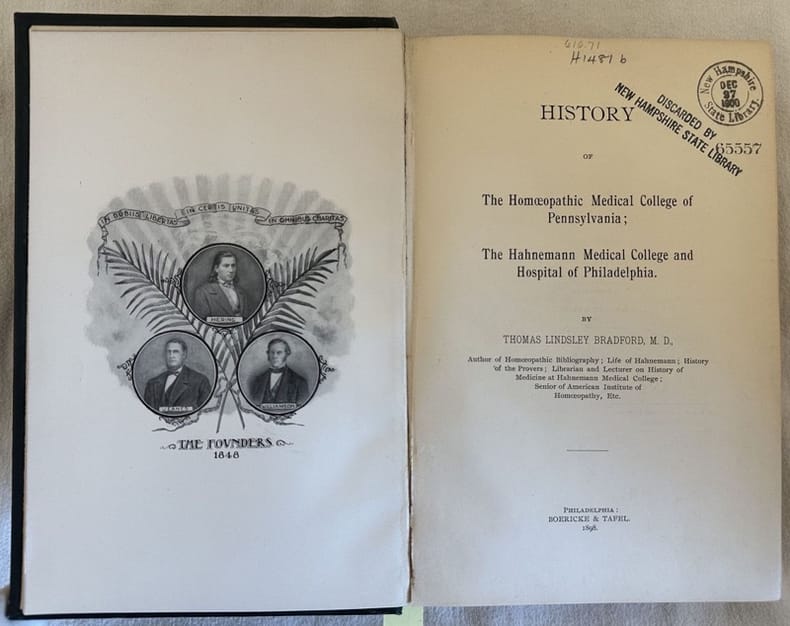 IN DUBIIS LIBERTAS
IN CERTIS UNITAS
IN OMNIBUS CARITAS
HERING
JEANES
WILLIAMSON
THE FOUNDERS
1848
610.71
H1481 b
New Hampshire
DEC
27
1900
State Library.
DISCARDED BY
NEW HAMPSHIRE STATE LIBRARY
65557
HISTORY
OF
The Homœopathic Medical College of
Pennsylvania;
The Hahnemann Medical College and
Hospital of Philadelphia.
BY
THOMAS LINDSLEY BRADFORD, M. D.,
Author of Homœopathic Bibliography; Life of Hahnemann; History
of the Provers; Librarian and Lecturer on History of
Medicine at Hahnemann Medical College;
Senior of American Institute of
Homœopathy, Etc.
PHILADELPHIA:
BOERICKE & TAFEL.
1898.